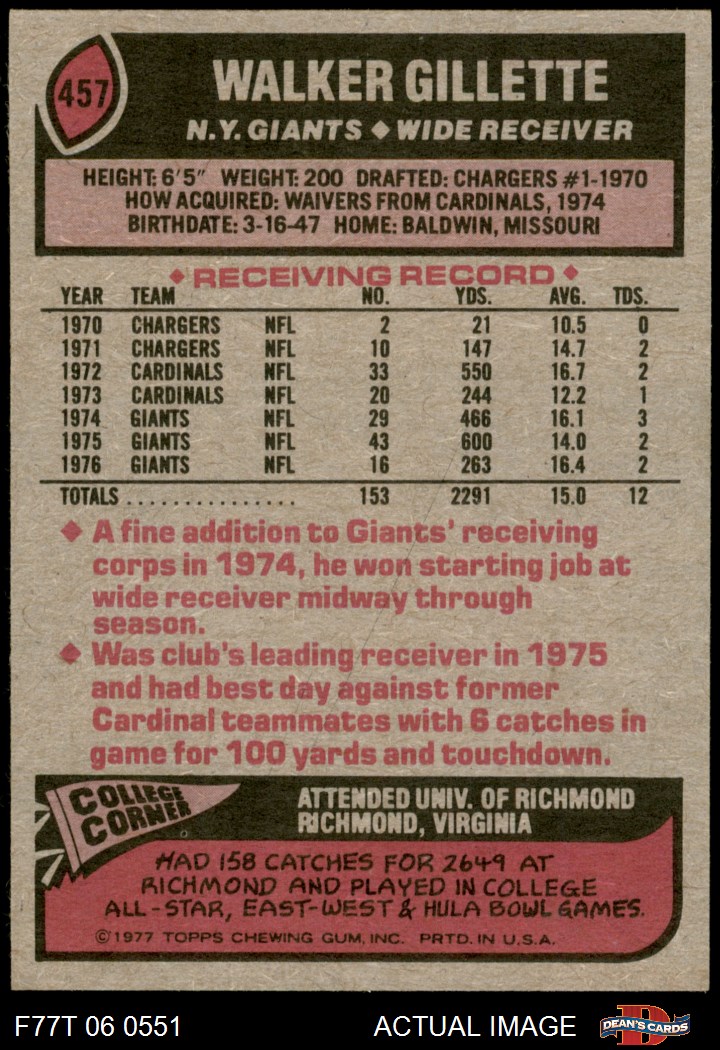 457
WALKER GILLETTE
N.Y. GIANTS ♦ WIDE RECEIVER
HEIGHT: 6'5" WEIGHT: 200 DRAFTED: CHARGERS #1-1970
HOW ACQUIRED: WAIVERS FROM CARDINALS, 1974
BIRTHDATE: 3-16-47 HOME: BALDWIN, MISSOURI
♦ RECEIVING RECORD ♦
YEAR TEAM NO. YDS. AVG. TDS.
1970 CHARGERS NFL 2 21 10.5 0
1971 CHARGERS NFL 10 147 14.7 2
1972 CARDINALS NFL 33 550 16.7 2
1973 CARDINALS NFL 20 244 12.2 1
1974 GIANTS NFL 29 466 16.1 3
1975 GIANTS NFL 43 600 14.0 2
1976 GIANTS NFL 16 263 16.4 2
TOTALS ................ 153 2291 15.0 12
♦ A fine addition to Giants' receiving
corps in 1974, he won starting job at
wide receiver midway through
season.
♦ Was club's leading receiver in 1975
and had best day against former
Cardinal teammates with 6 catches in
game for 100 yards and touchdown.
COLLEGE
CORNER
ATTENDED UNIV. OF RICHMOND
RICHMOND, VIRGINIA
HAD 158 CATCHES FOR 2649 AT
RICHMOND AND PLAYED IN COLLEGE
ALL-STAR, EAST-WEST & HULA BOWL GAMES.
©1977 TOPPS CHEWING GUM, INC. PRTD. IN U.S.A.
F77T 06 0551 ACTUAL IMAGE
D
DEAN'S CARDS